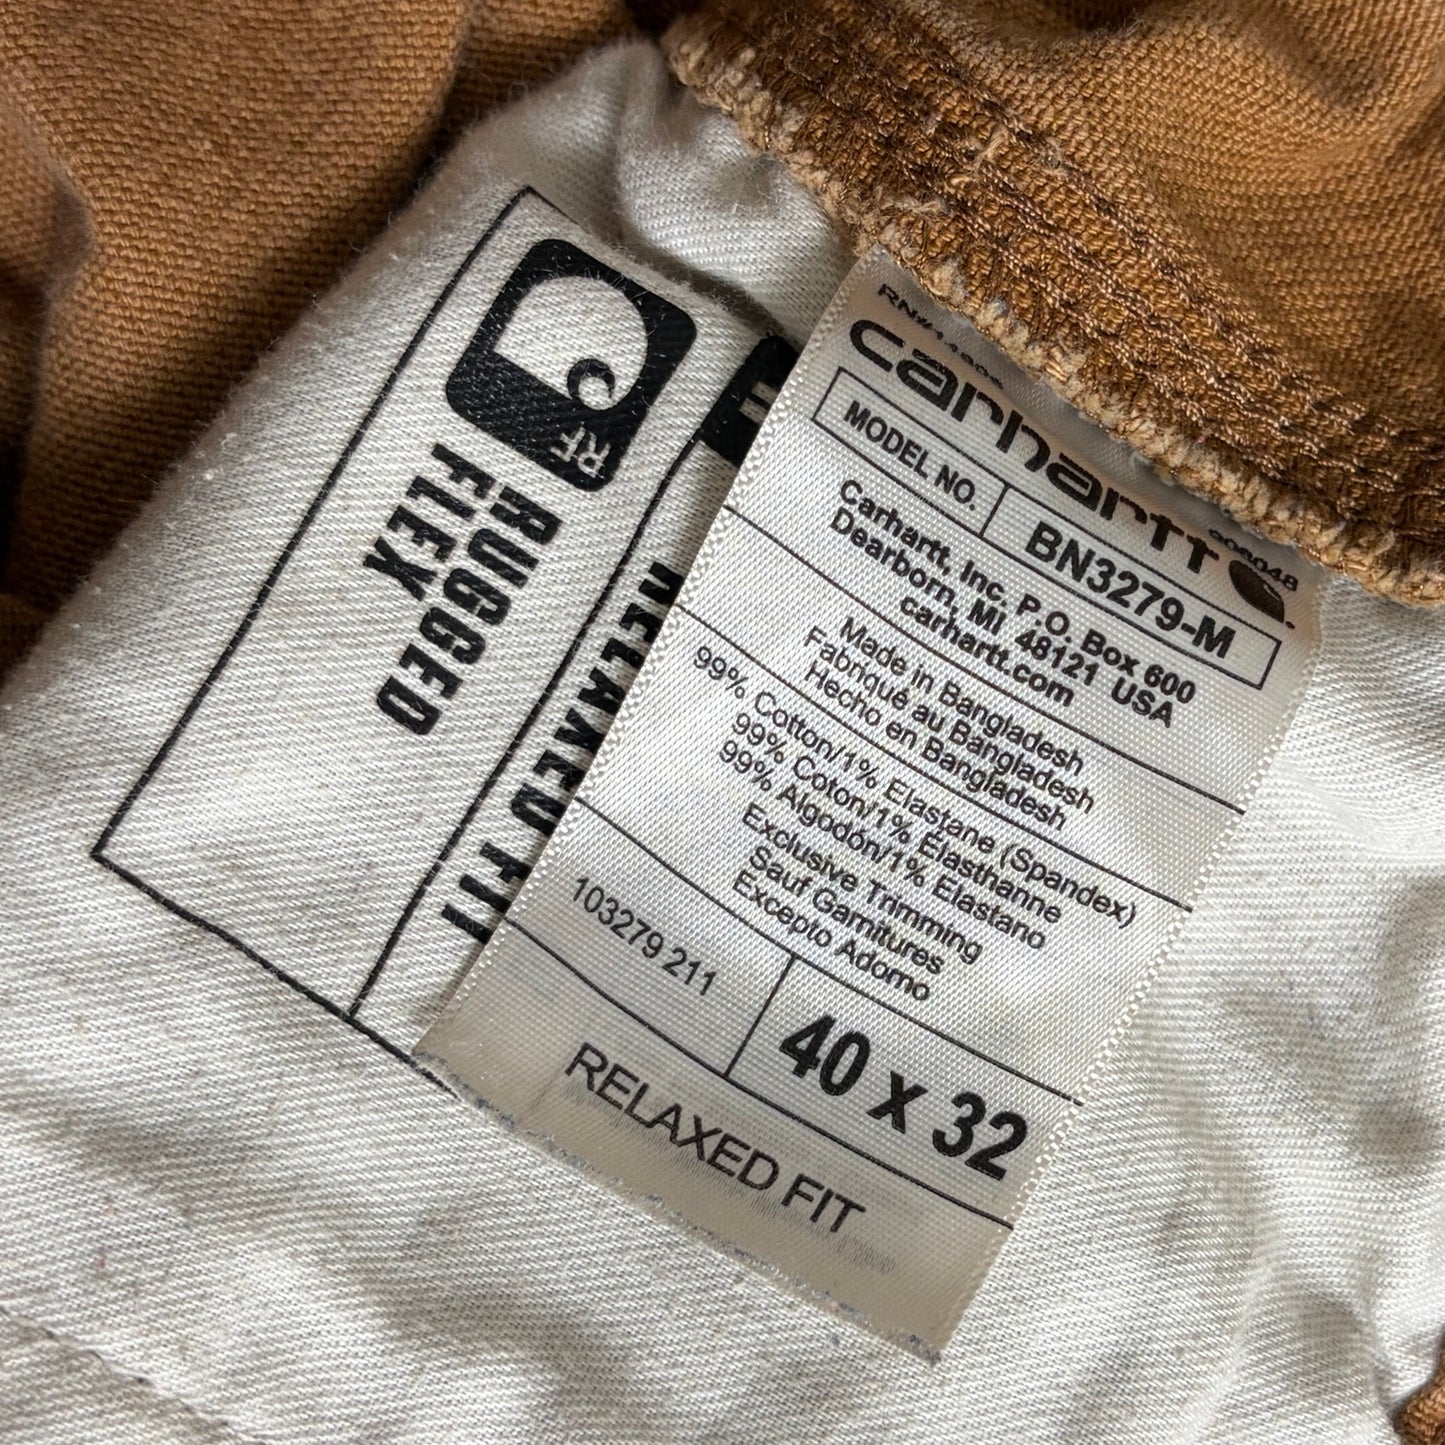 RF
RUGGED
FLEX
RELAXED FIT
carhartt
606048
MODEL NO.
BN3279-M
Carhartt, Inc. P.O. Box 600
Dearborn, MI 48121 USA
carhartt.com
Made in Bangladesh
Fabriqué au Bangladesh
Hecho en Bangladesh
99% Cotton/1% Elastane (Spandex)
99% Coton/1% Elasthanne
99% Algodón/1% Elastano
Exclusive Trimming
Sauf Garnitures
Excepto Adorno
103279 211
40 x 32
RELAXED FIT